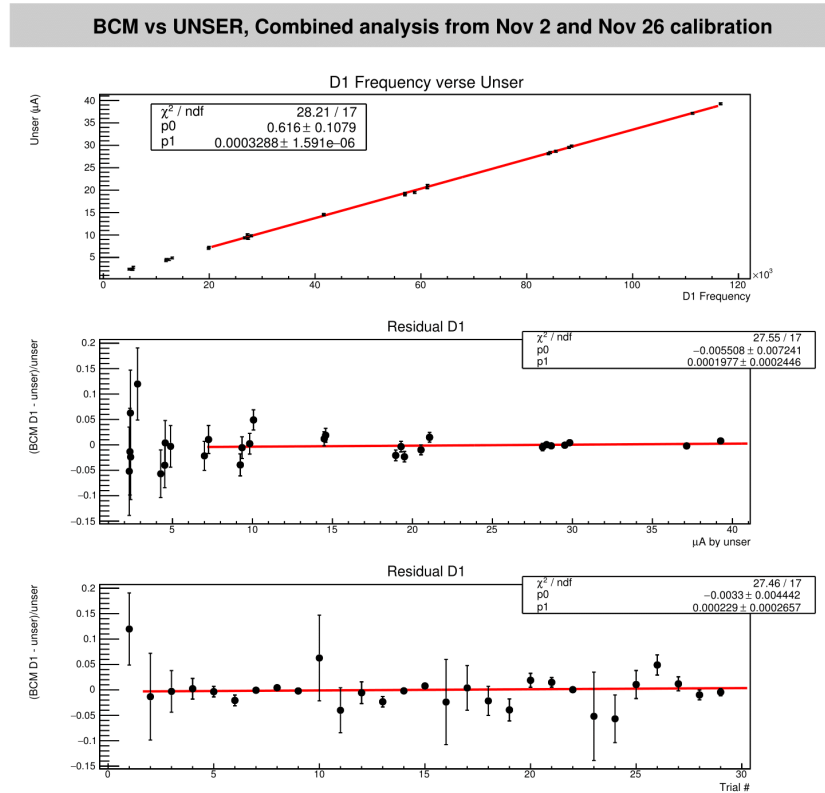 BCM vs UNSER, Combined analysis from Nov 2 and Nov 26 calibration
D1 Frequency verse Unser
Unser (μA)
χ² / ndf 28.21 / 17
p0 0.616 ± 0.1079
p1 0.0003288 ± 1.591e−06
40
35
30
25
20
15
10
5
0 20 40 60 80 100 120
×10³
D1 Frequency
Residual D1
(BCM D1 - unser)/unser
χ² / ndf 27.55 / 17
p0 −0.005508 ± 0.007241
p1 0.0001977 ± 0.0002446
0.2
0.15
0.1
0.05
0
−0.05
−0.1
−0.15
5 10 15 20 25 30 35 40
μA by unser
Residual D1
(BCM D1 - unser)/unser
χ² / ndf 27.46 / 17
p0 −0.0033 ± 0.004442
p1 0.000229 ± 0.0002657
0.2
0.15
0.1
0.05
0
−0.05
−0.1
−0.15
0 5 10 15 20 25 30
Trial #